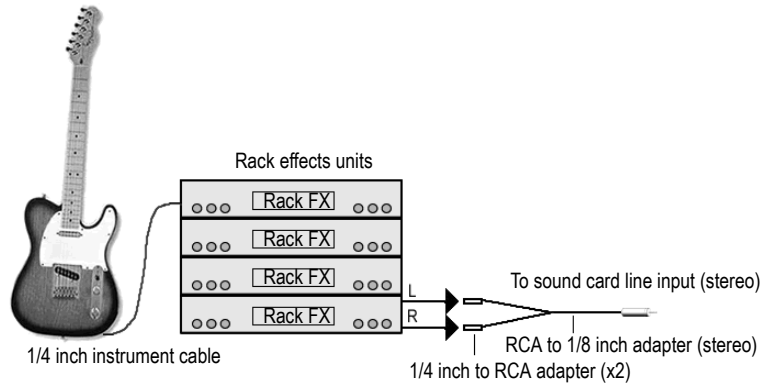 Rack effects units
Rack FX
Rack FX
Rack FX
Rack FX
L
R
To sound card line input (stereo)
RCA to 1/8 inch adapter (stereo)
1/4 inch to RCA adapter (x2)
1/4 inch instrument cable